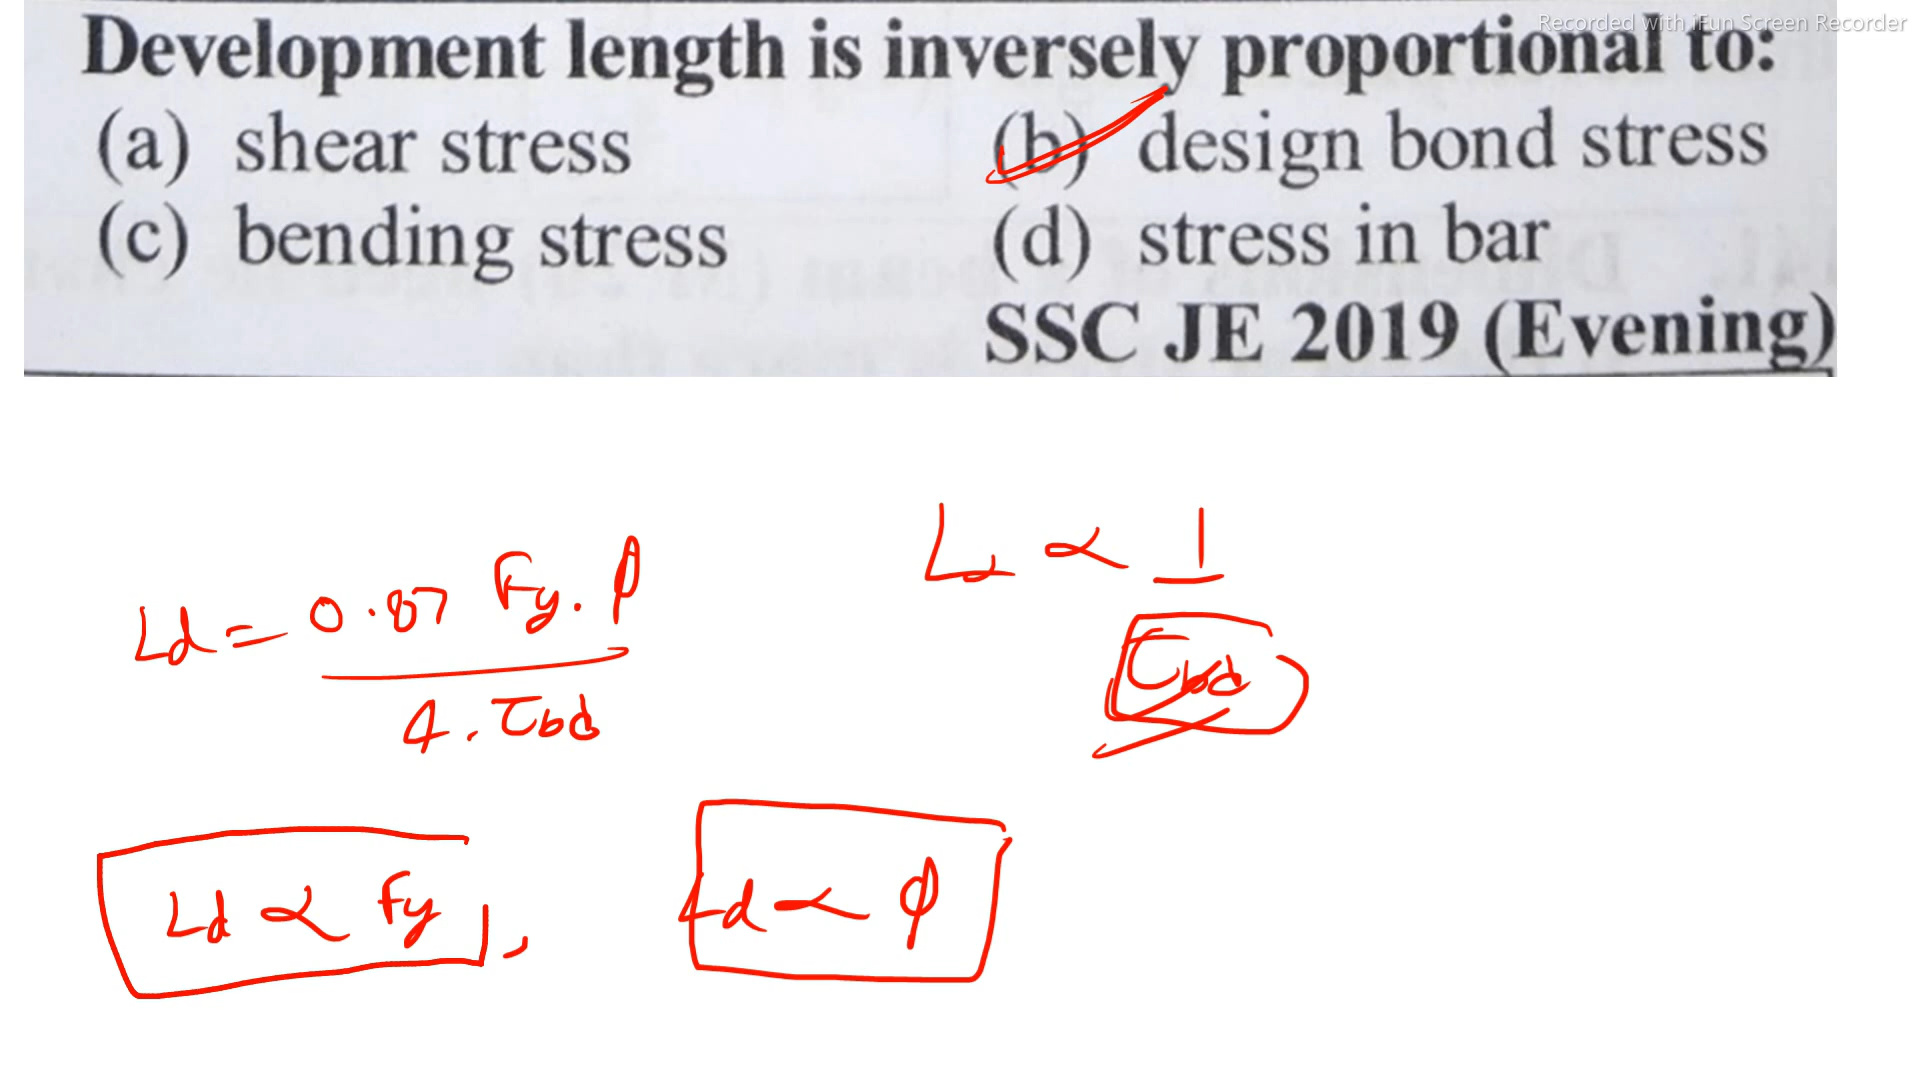 Recorded with iFun Screen Recorder
Development length is inversely proportional to:
(a) shear stress (b) design bond stress
(c) bending stress (d) stress in bar
SSC JE 2019 (Evening)
Ld = 0.87 Fy . ϕ
4 . τbd
Ld ∝ 1
τbd
Ld ∝ Fy , Ld ∝ ϕ